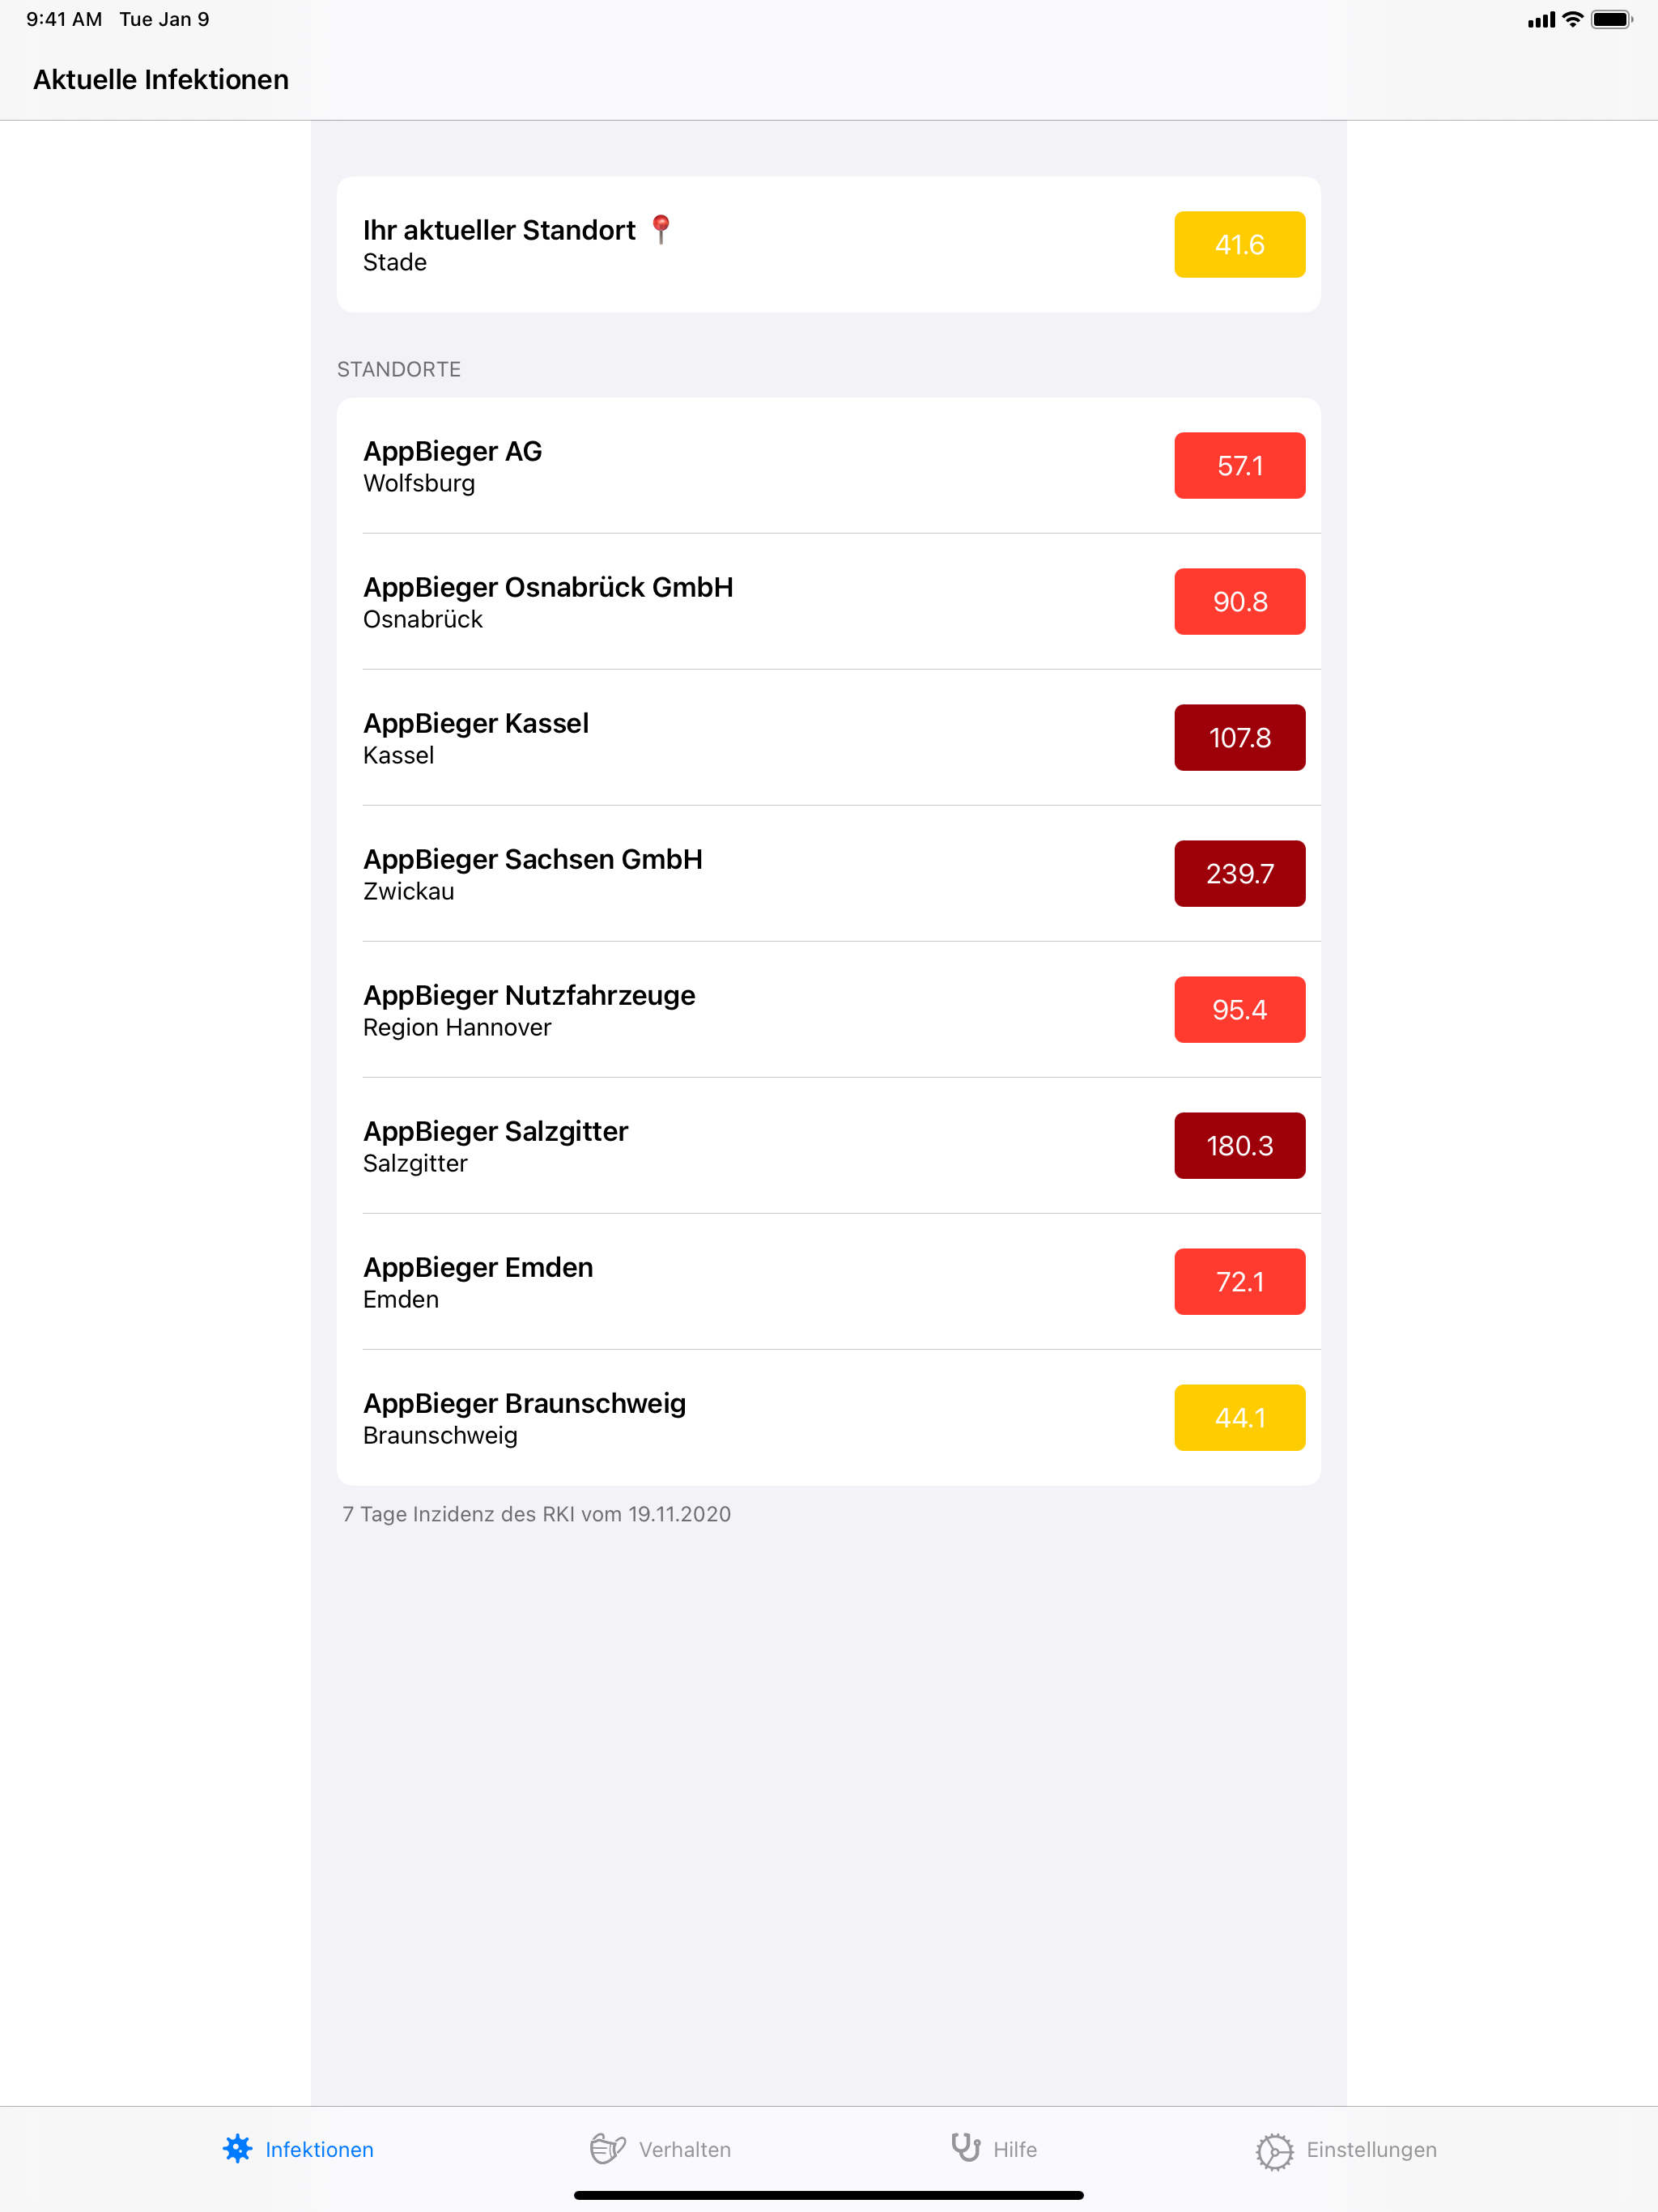 9:41 AM Tue Jan 9
Aktuelle Infektionen
Ihr aktueller Standort
Stade
41.6
STANDORTE
AppBieger AG
Wolfsburg
57.1
AppBieger Osnabrück GmbH
Osnabrück
90.8
AppBieger Kassel
Kassel
107.8
AppBieger Sachsen GmbH
Zwickau
239.7
AppBieger Nutzfahrzeuge
Region Hannover
95.4
AppBieger Salzgitter
Salzgitter
180.3
AppBieger Emden
Emden
72.1
AppBieger Braunschweig
Braunschweig
44.1
7 Tage Inzidenz des RKI vom 19.11.2020
Infektionen
Verhalten
Hilfe
Einstellungen